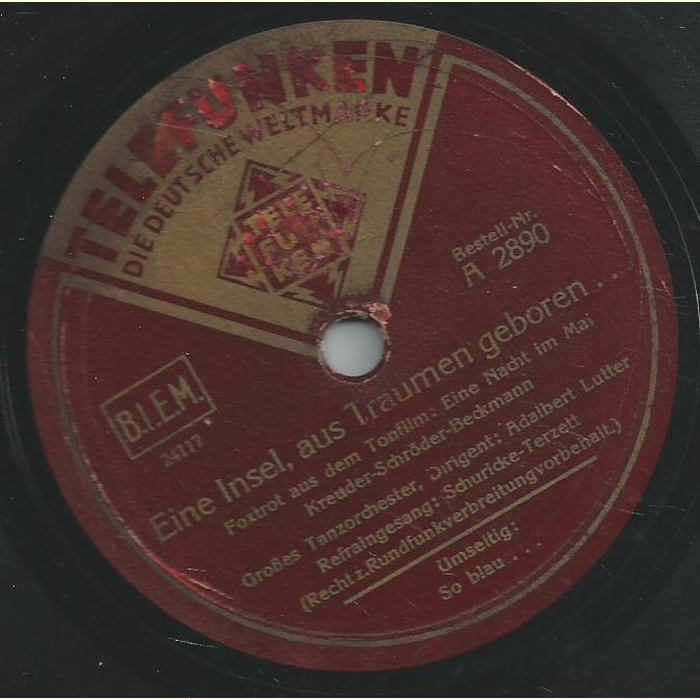 TELEFUNKEN
DIE DEUTSCHE WELTMARKE
TELE
FU
KEN
Bestell-Nr.
A 2890
B.I.E.M.
24117
Eine Insel, aus Träumen geboren . . .
Foxtrot aus dem Tonfilm: Eine Nacht im Mai
Kreuder-Schröder-Beckmann
Großes Tanzorchester, Dirigent: Adalbert Lutter
Refraingesang: Schuricke-Terzett
(Recht z. Rundfunkverbreitung vorbehalt.)
Umseitig:
So blau . . .